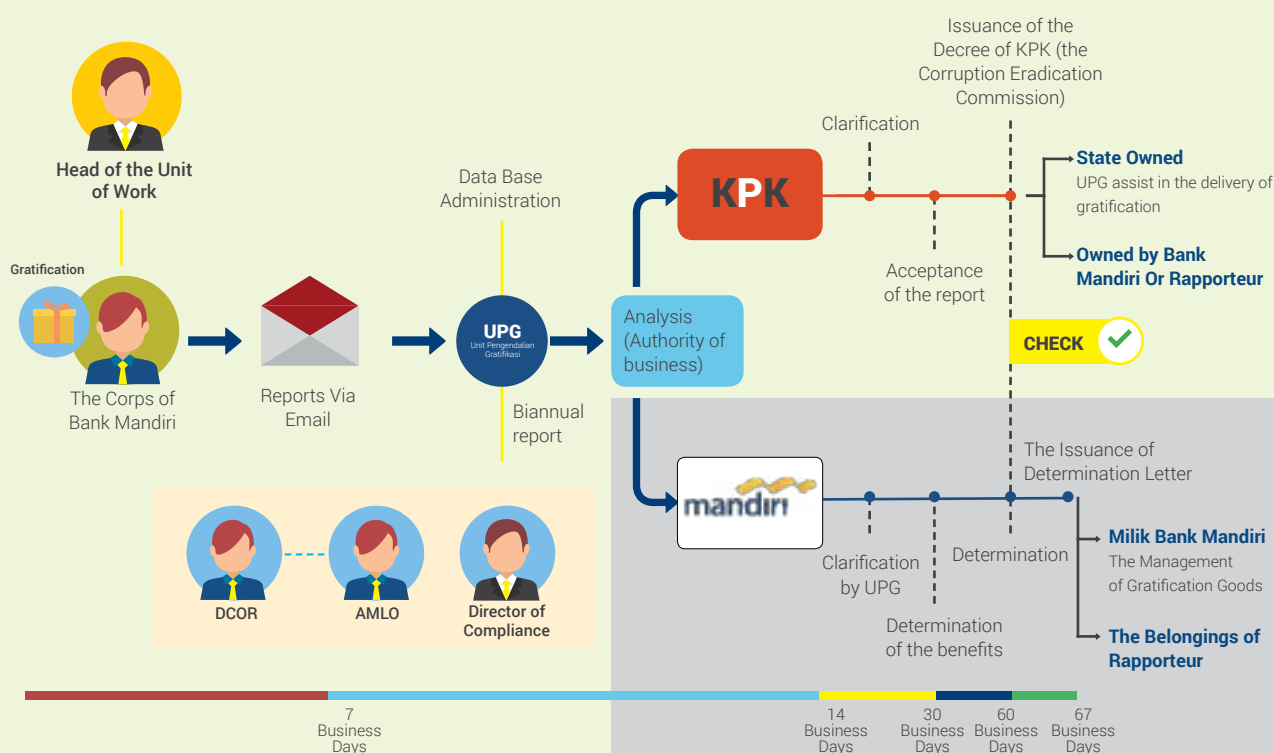 Issuance of the
Decree of KPK (the
Corruption Eradication
Commission)
Clarification
Head of the Unit
of Work
Data Base
Administration
KPK
State Owned
UPG assist in the delivery of
gratification
Acceptance
of the report
Owned by Bank
Mandiri Or Rapporteur
Gratification
UPG
Unit Pengendalian
Gratifikasi
Analysis
(Authority of
business)
CHECK
The Corps of
Bank Mandiri
Reports Via
Email
Biannual
report
mandiri
The Issuance of
Determination Letter
Clarification
by UPG
Determination
Milik Bank Mandiri
The Management
of Gratification Goods
Determination
of the benefits
The Belongings of
Rapporteur
DCOR
AMLO
Director of
Compliance
7
Business
Days
14
Business
Days
30
Business
Days
60
Business
Days
67
Business
Days